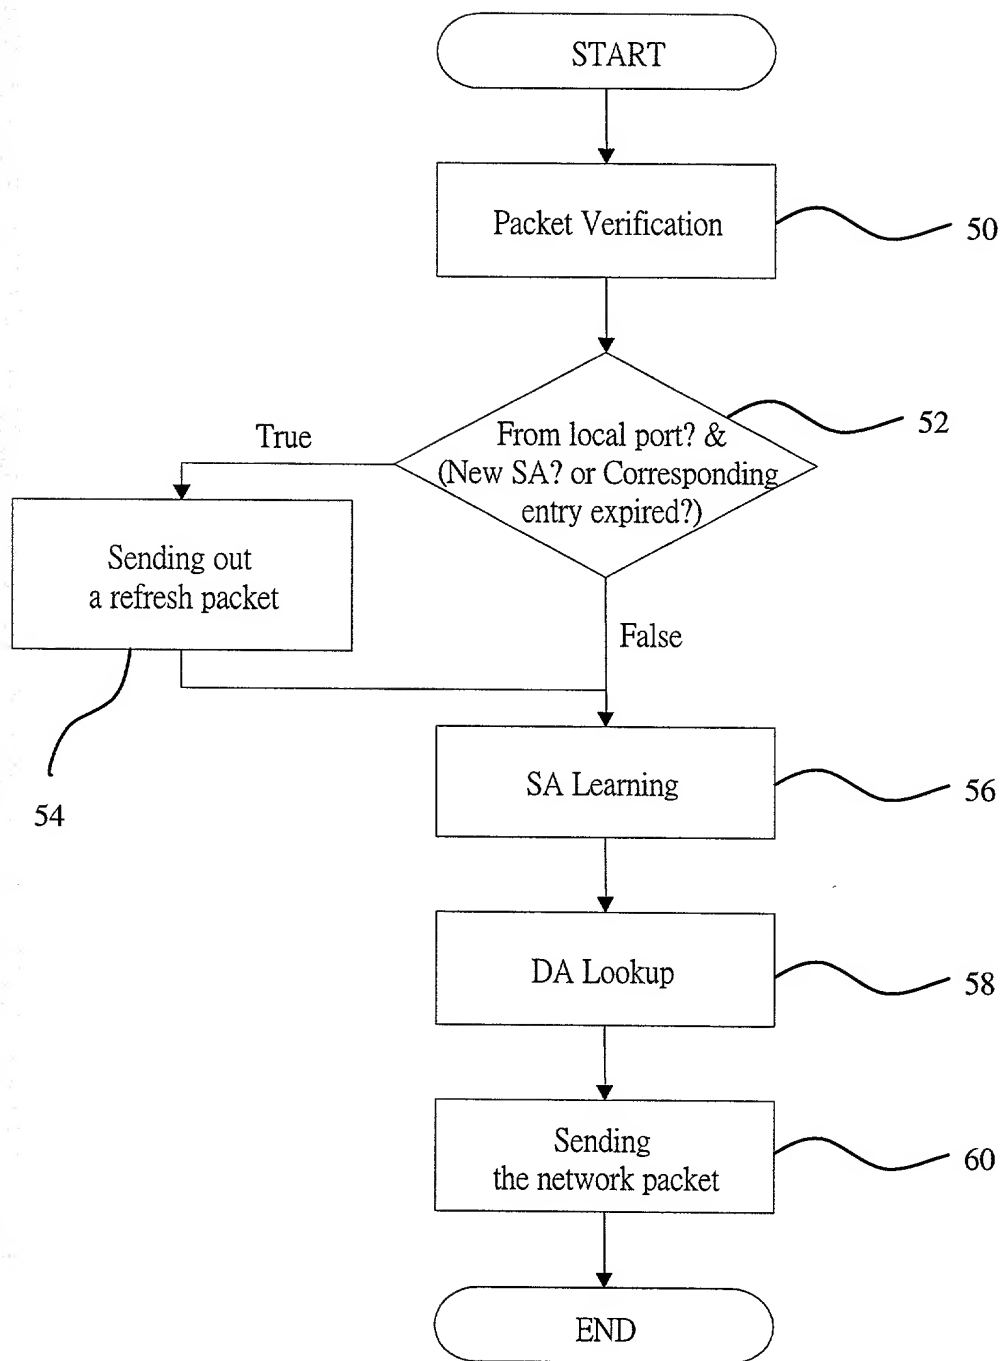 START
Packet Verification
50
From local port? &
(New SA? or Corresponding
entry expired?)
52
True
Sending out
a refresh packet
54
False
SA Learning
56
DA Lookup
58
Sending
the network packet
60
END